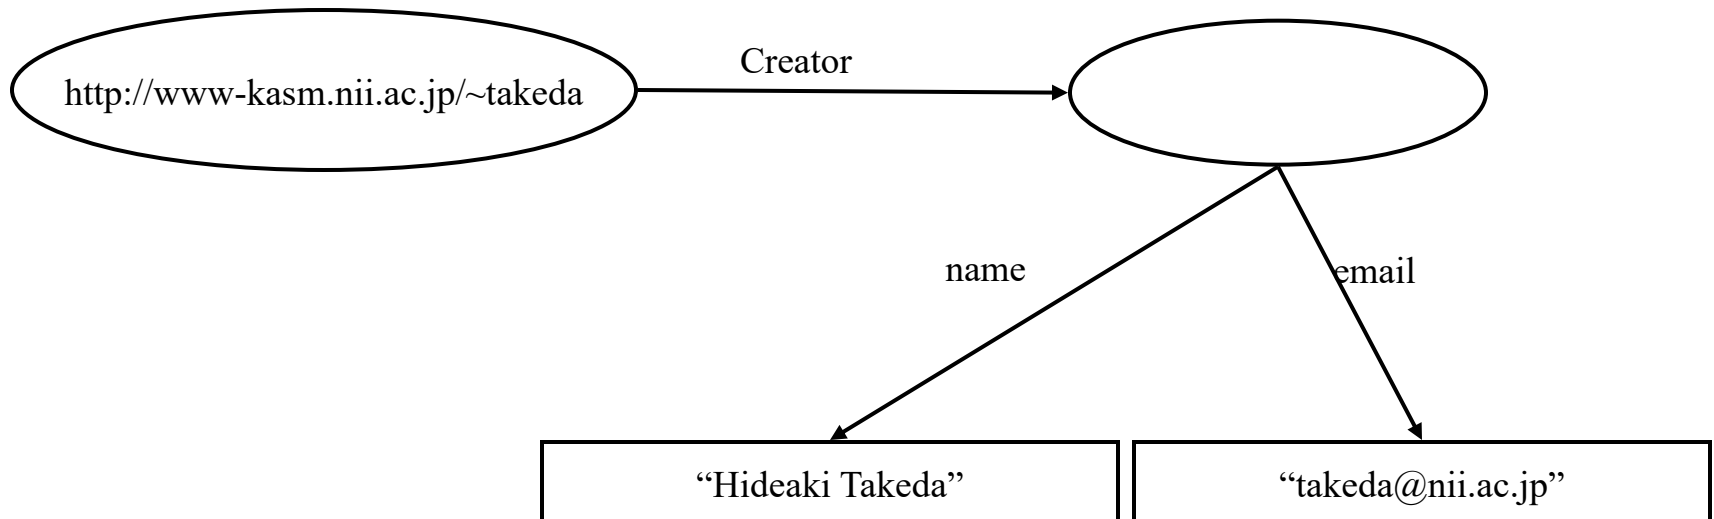 Creator
http://www-kasm.nii.ac.jp/~takeda
name
email
“Hideaki Takeda”
“takeda@nii.ac.jp”